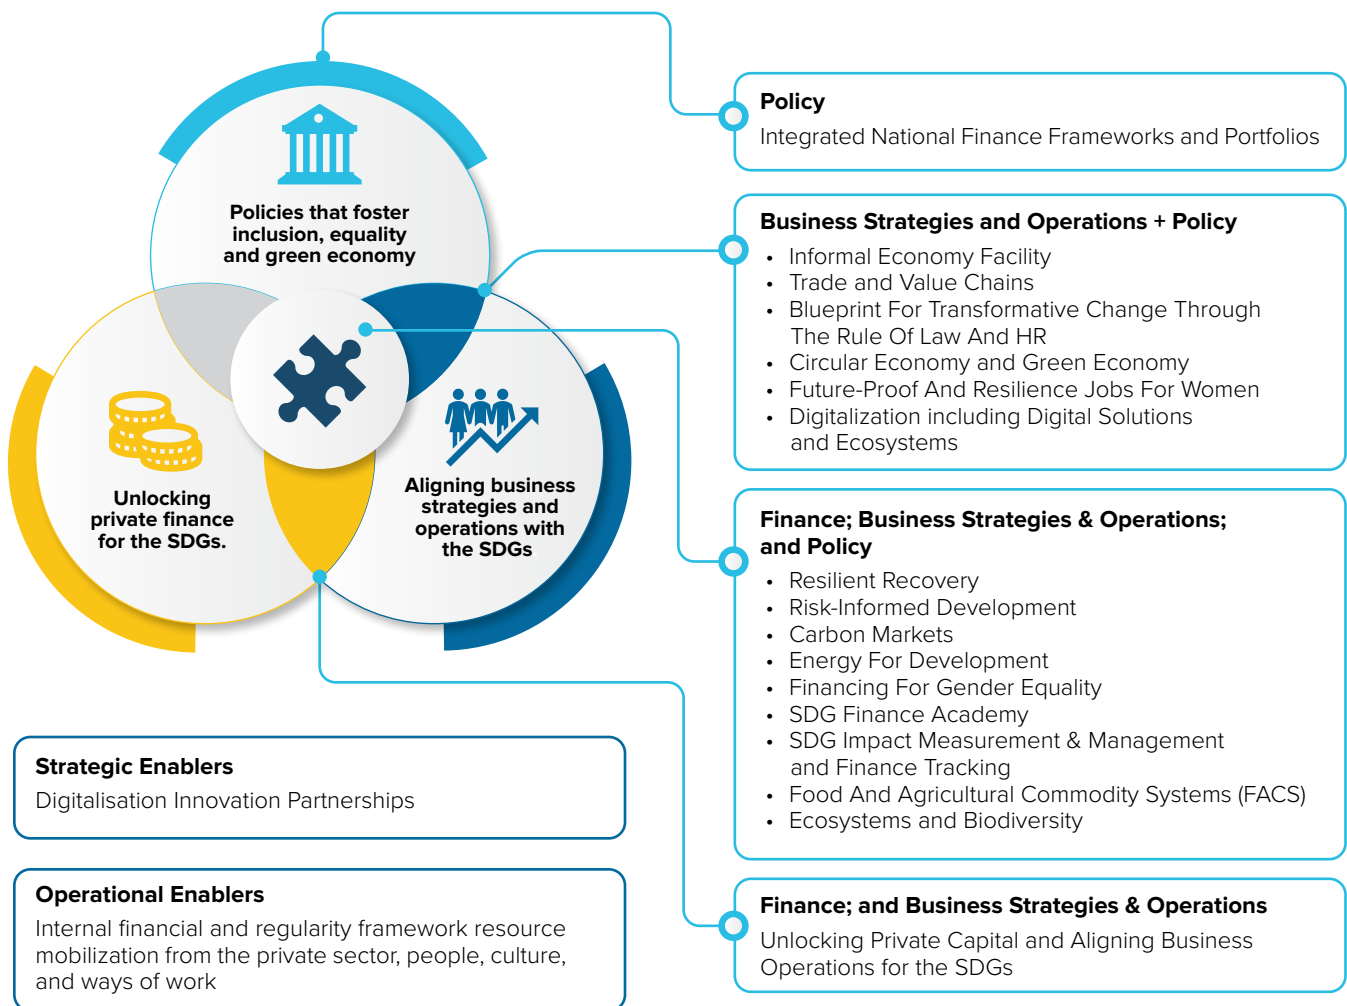 Policies that foster
inclusion, equality
and green economy
Unlocking
private finance
for the SDGs.
Aligning business
strategies and
operations with
the SDGs
Policy
Integrated National Finance Frameworks and Portfolios
Business Strategies and Operations + Policy
• Informal Economy Facility
• Trade and Value Chains
• Blueprint For Transformative Change Through
The Rule Of Law And HR
• Circular Economy and Green Economy
• Future-Proof And Resilience Jobs For Women
• Digitalization including Digital Solutions
and Ecosystems
Finance; Business Strategies & Operations;
and Policy
• Resilient Recovery
• Risk-Informed Development
• Carbon Markets
• Energy For Development
• Financing For Gender Equality
• SDG Finance Academy
• SDG Impact Measurement & Management
and Finance Tracking
• Food And Agricultural Commodity Systems (FACS)
• Ecosystems and Biodiversity
Finance; and Business Strategies & Operations
Unlocking Private Capital and Aligning Business
Operations for the SDGs
Strategic Enablers
Digitalisation Innovation Partnerships
Operational Enablers
Internal financial and regularity framework resource
mobilization from the private sector, people, culture,
and ways of work